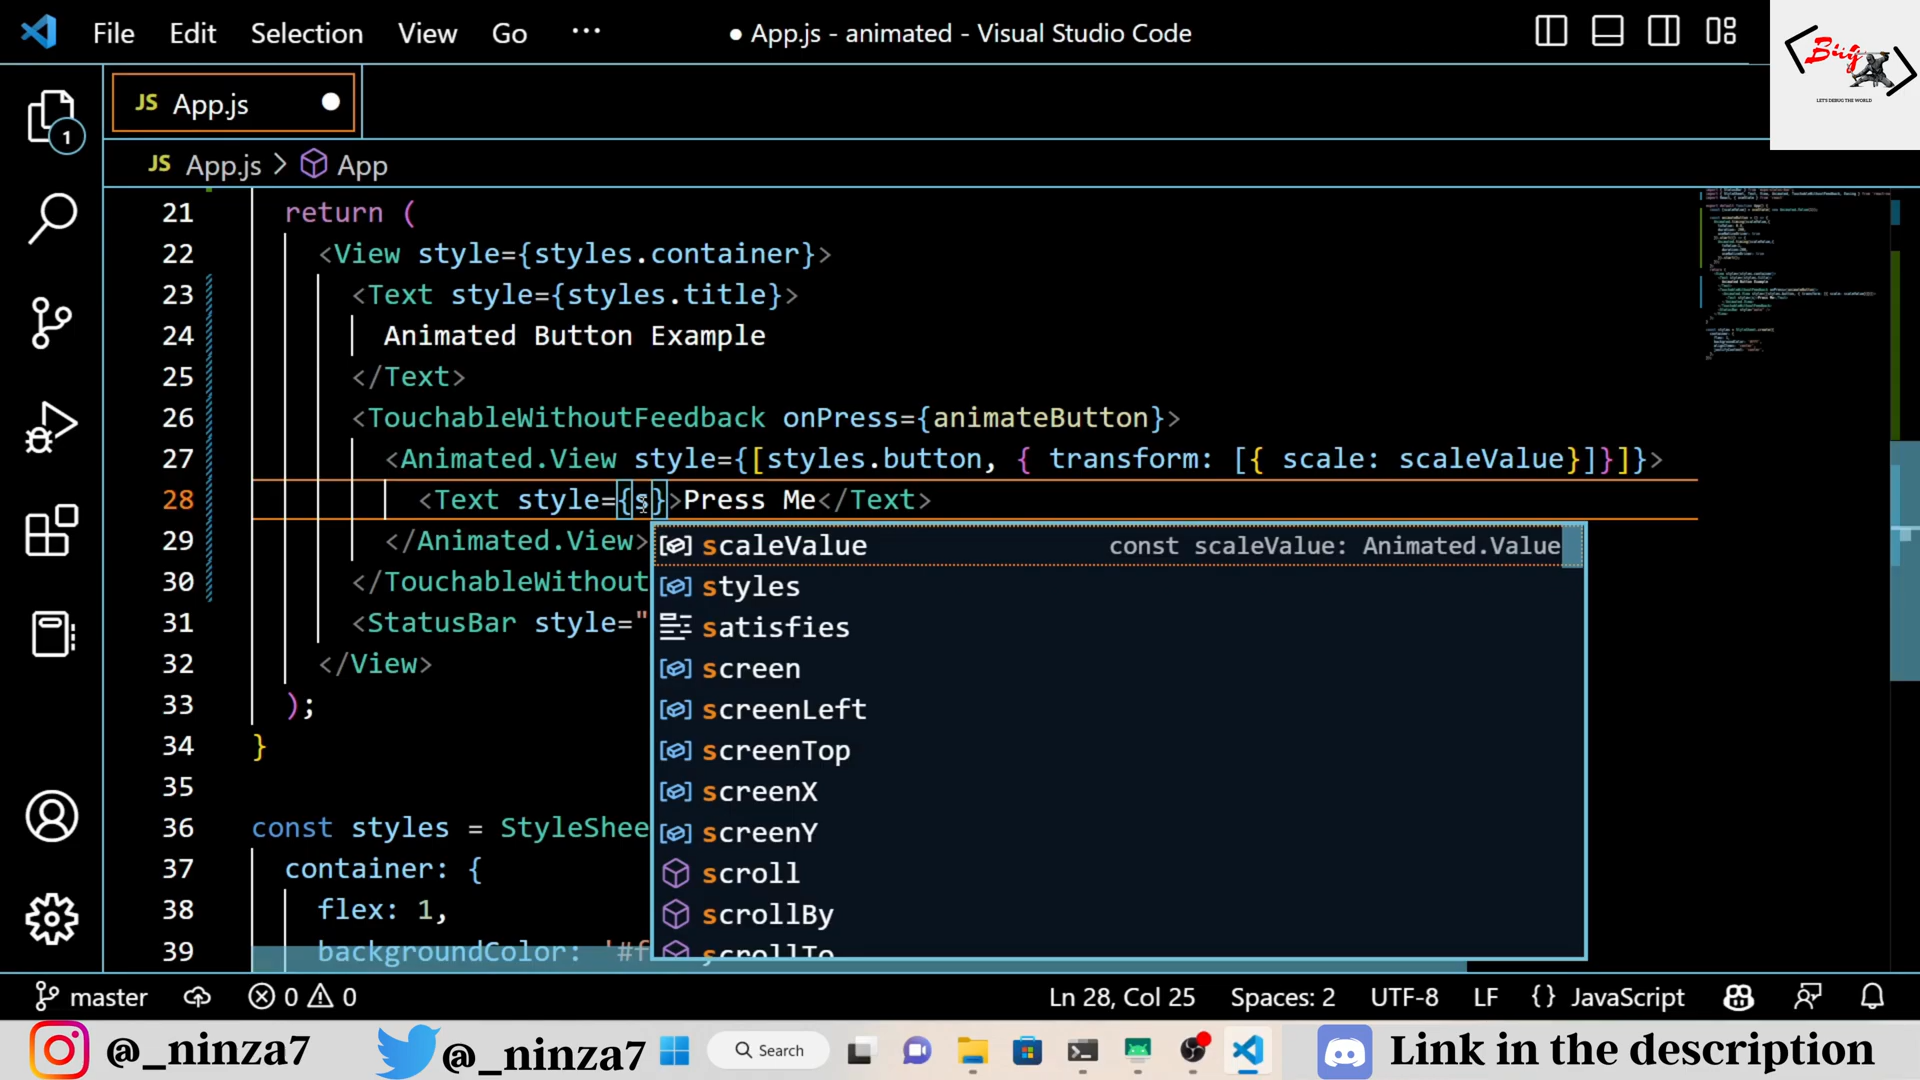 File Edit Selection View Go ··· ● App.js - animated - Visual Studio Code
Bug
LET'S DEBUG THE WORLD
JS App.js ●
JS App.js > App
1
21 return (
22 <View style={styles.container}>
23 <Text style={styles.title}>
24 Animated Button Example
25 </Text>
26 <TouchableWithoutFeedback onPress={animateButton}>
27 <Animated.View style={[styles.button, { transform: [{ scale: scaleValue}]}]}>
28 <Text style={s}>Press Me</Text>
29 </Animated.View>
30 </TouchableWithout
31 <StatusBar style="
32 </View>
33 );
34 }
35
36 const styles = StyleShee
37 container: {
38 flex: 1,
39 backgroundColor: '#f
scaleValue const scaleValue: Animated.Value
styles
satisfies
screen
screenLeft
screenTop
screenX
screenY
scroll
scrollBy
scrollTo
master 0 0 Ln 28, Col 25 Spaces: 2 UTF-8 LF {} JavaScript
@_ninza7 @_ninza7 Search Link in the description